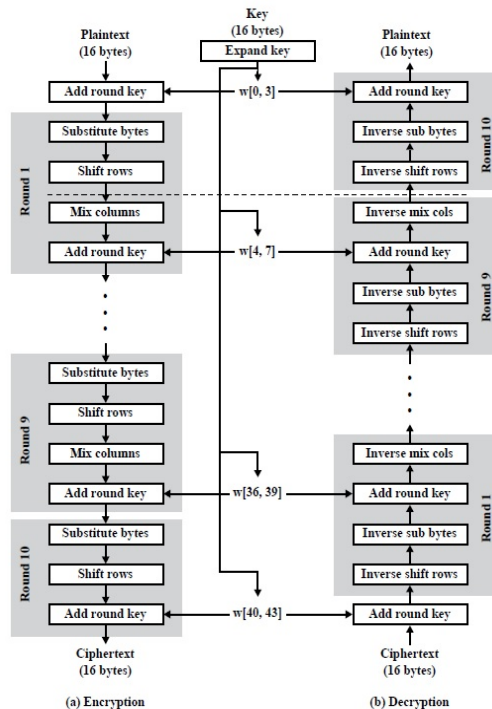 Key
(16 bytes)
Expand key
Plaintext
(16 bytes)
Add round key
Round 1
Substitute bytes
Shift rows
Mix columns
Add round key
Round 9
Substitute bytes
Shift rows
Mix columns
Add round key
Round 10
Substitute bytes
Shift rows
Add round key
Ciphertext
(16 bytes)
(a) Encryption
w[0, 3]
w[4, 7]
w[36, 39]
w[40, 43]
Plaintext
(16 bytes)
Add round key
Inverse sub bytes
Inverse shift rows
Round 10
Inverse mix cols
Add round key
Inverse sub bytes
Inverse shift rows
Round 9
Inverse mix cols
Add round key
Inverse sub bytes
Inverse shift rows
Round 1
Add round key
Ciphertext
(16 bytes)
(b) Decryption